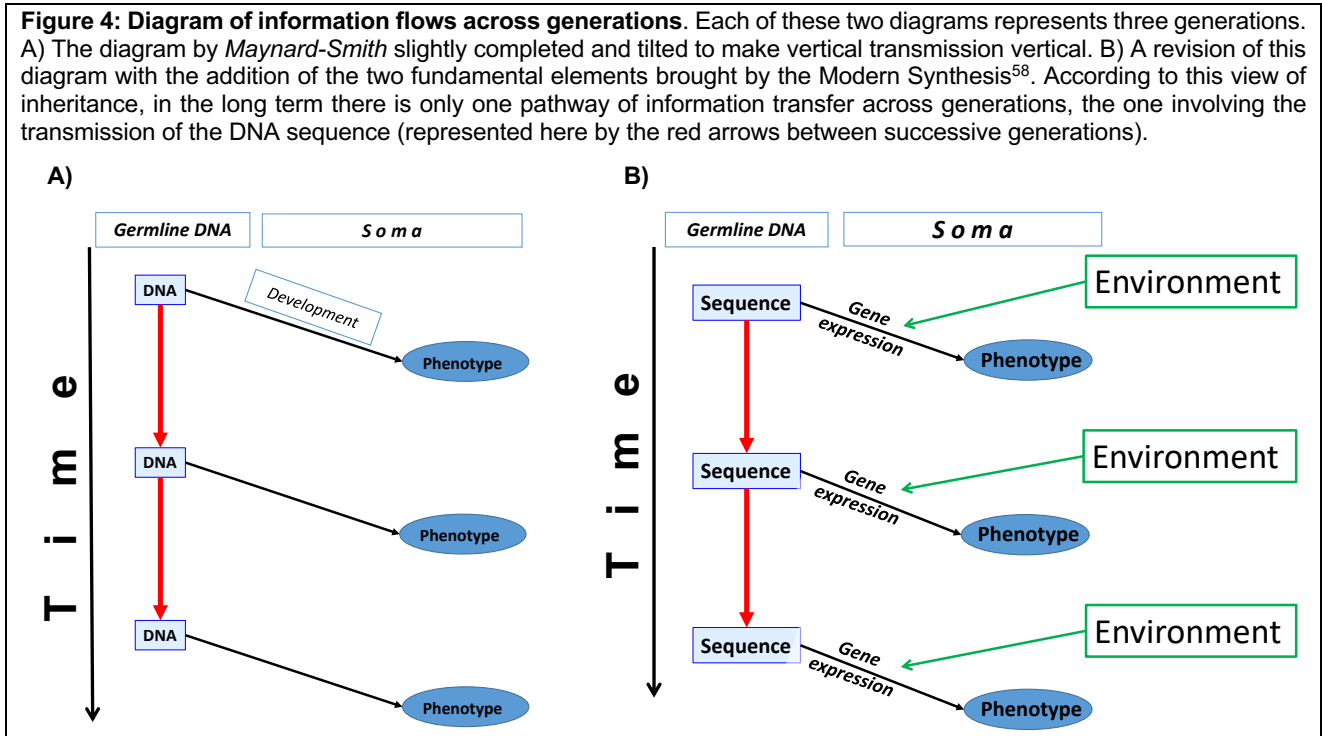 Figure 4: Diagram of information flows across generations. Each of these two diagrams represents three generations.
A) The diagram by Maynard-Smith slightly completed and tilted to make vertical transmission vertical. B) A revision of this
diagram with the addition of the two fundamental elements brought by the Modern Synthesis58. According to this view of
inheritance, in the long term there is only one pathway of information transfer across generations, the one involving the
transmission of the DNA sequence (represented here by the red arrows between successive generations).
A)
Germline DNA
Soma
Time
DNA
Development
Phenotype
DNA
Phenotype
DNA
Phenotype
B)
Germline DNA
Soma
Time
Sequence
Gene
expression
Environment
Phenotype
Sequence
Gene
expression
Environment
Phenotype
Sequence
Gene
expression
Environment
Phenotype